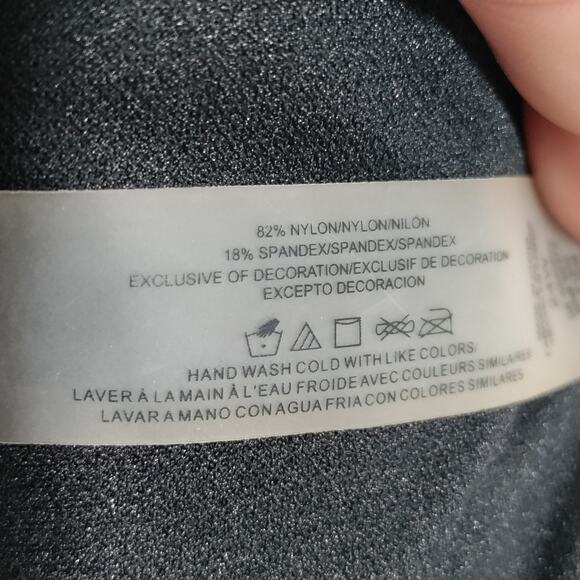 82% NYLON/NYLON/NILÓN
18% SPANDEX/SPANDEX/SPANDEX
EXCLUSIVE OF DECORATION/EXCLUSIF DE DECORATION
EXCEPTO DECORACION
HAND WASH COLD WITH LIKE COLORS/
LAVER À LA MAIN À L'EAU FROIDE AVEC COULEURS SIMILAIRES
LAVAR A MANO CON AGUA FRIA CON COLORES SIMILARES